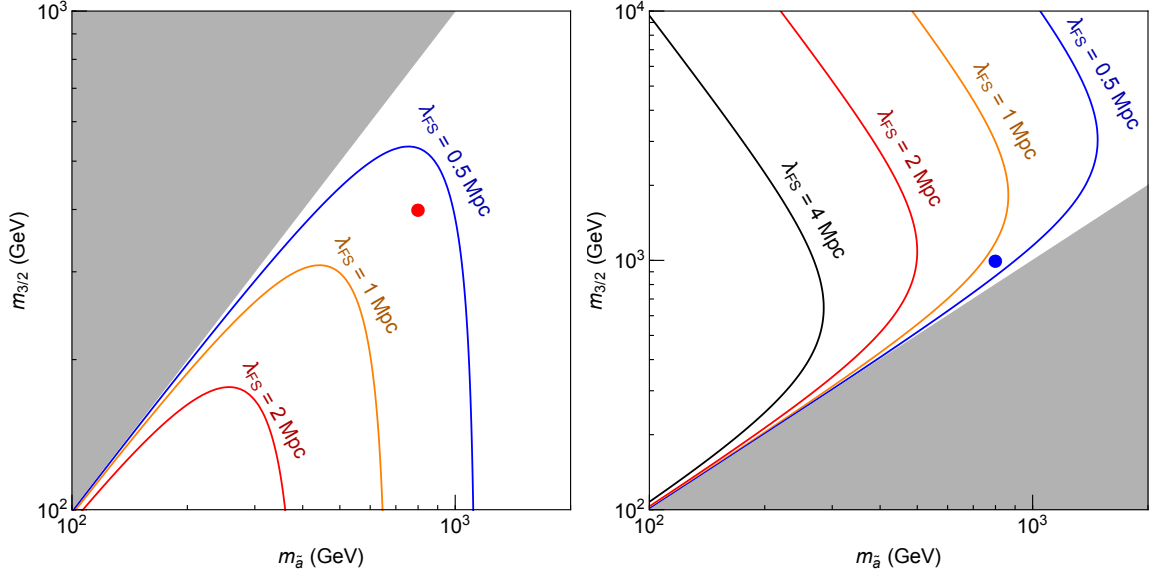 10³
λFS = 0.5 Mpc
λFS = 1 Mpc
λFS = 2 Mpc
m3/2 (GeV)
10²
10² 10³
mã (GeV)
10⁴
λFS = 0.5 Mpc
λFS = 1 Mpc
λFS = 2 Mpc
λFS = 4 Mpc
m3/2 (GeV)
10³
10²
10² 10³
mã (GeV)